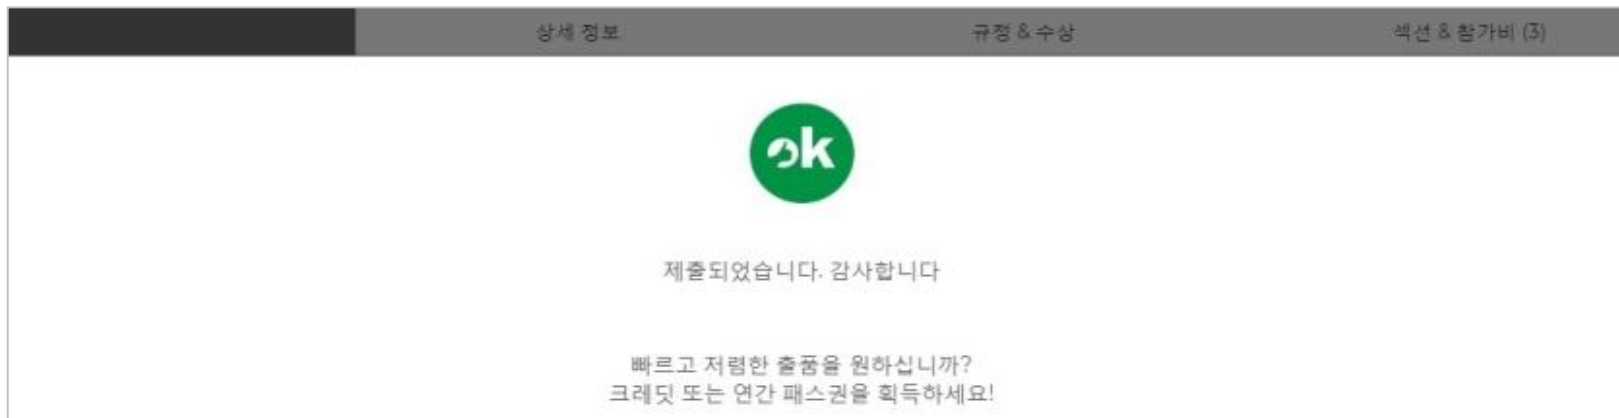 상세 정보
규정 & 수상
섹션 & 참가비 (3)
ok
제출되었습니다. 감사합니다
빠르고 저렴한 출품을 원하십니까?
크레딧 또는 연간 패스권을 획득하세요!